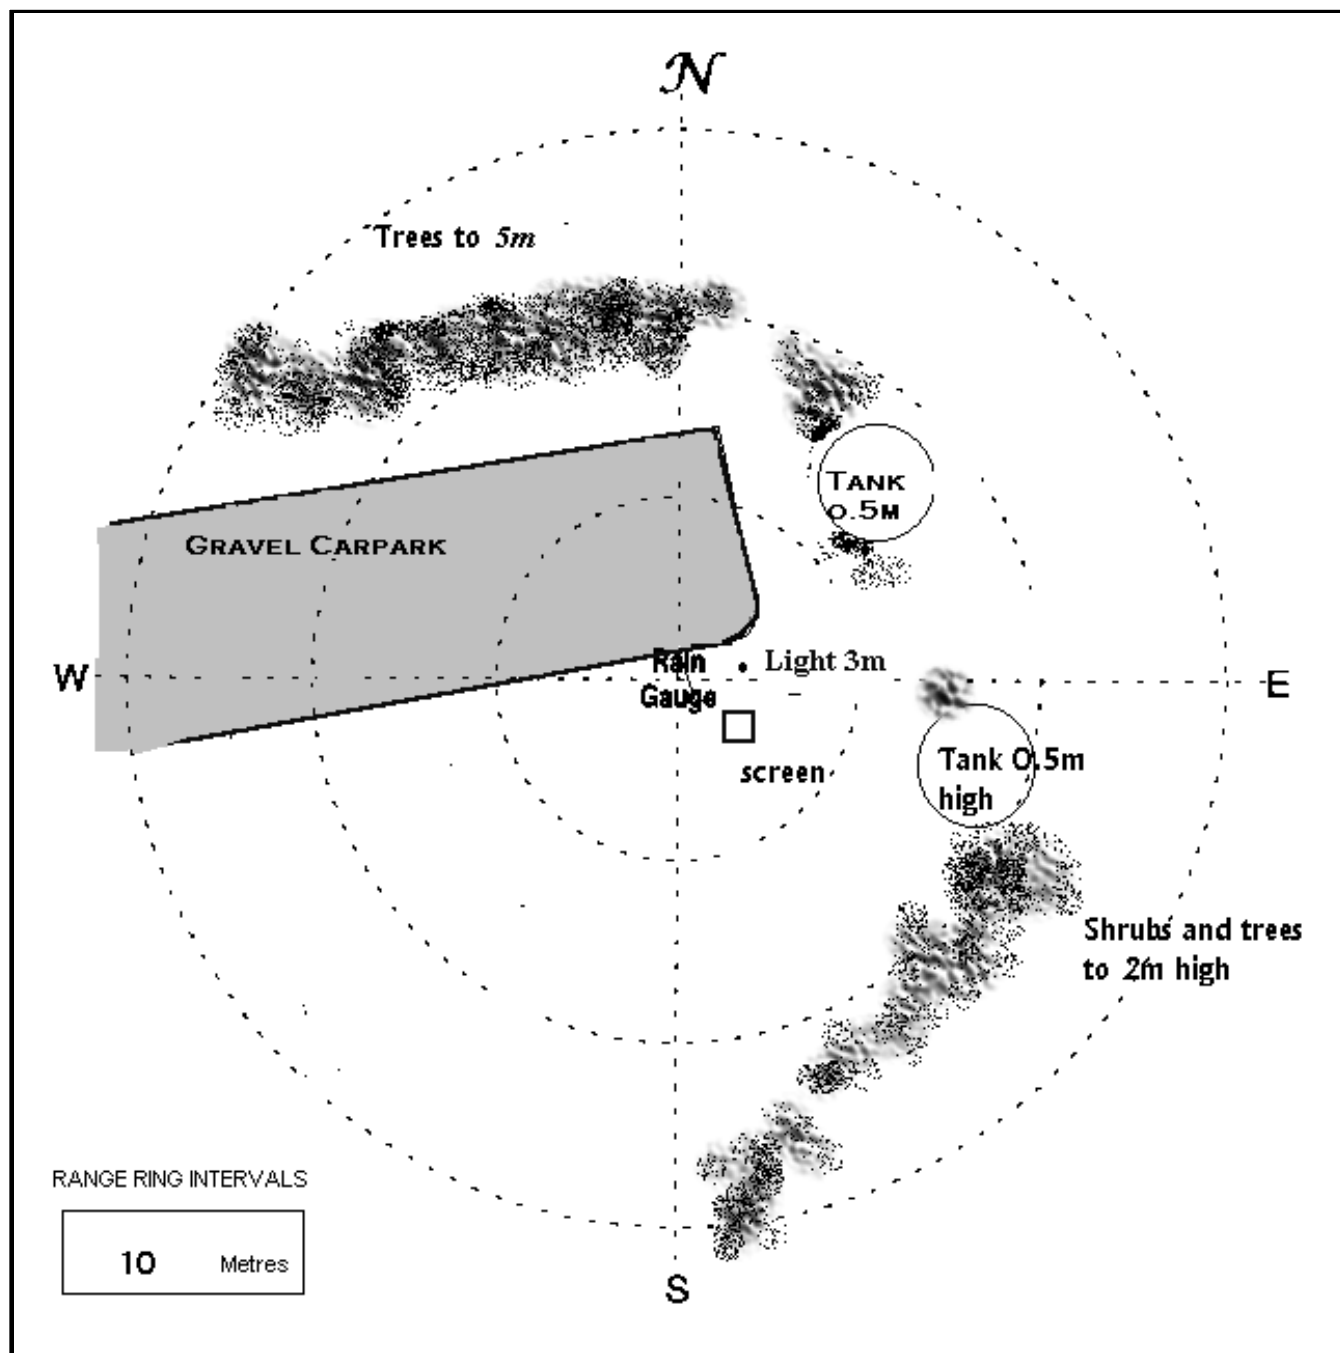 N
Trees to 5m
TANK
0.5M
GRAVEL CARPARK
Rain
Gauge
Light 3m
W
E
screen
Tank 0.5m
high
Shrubs and trees
to 2m high
RANGE RING INTERVALS
10 Metres
S